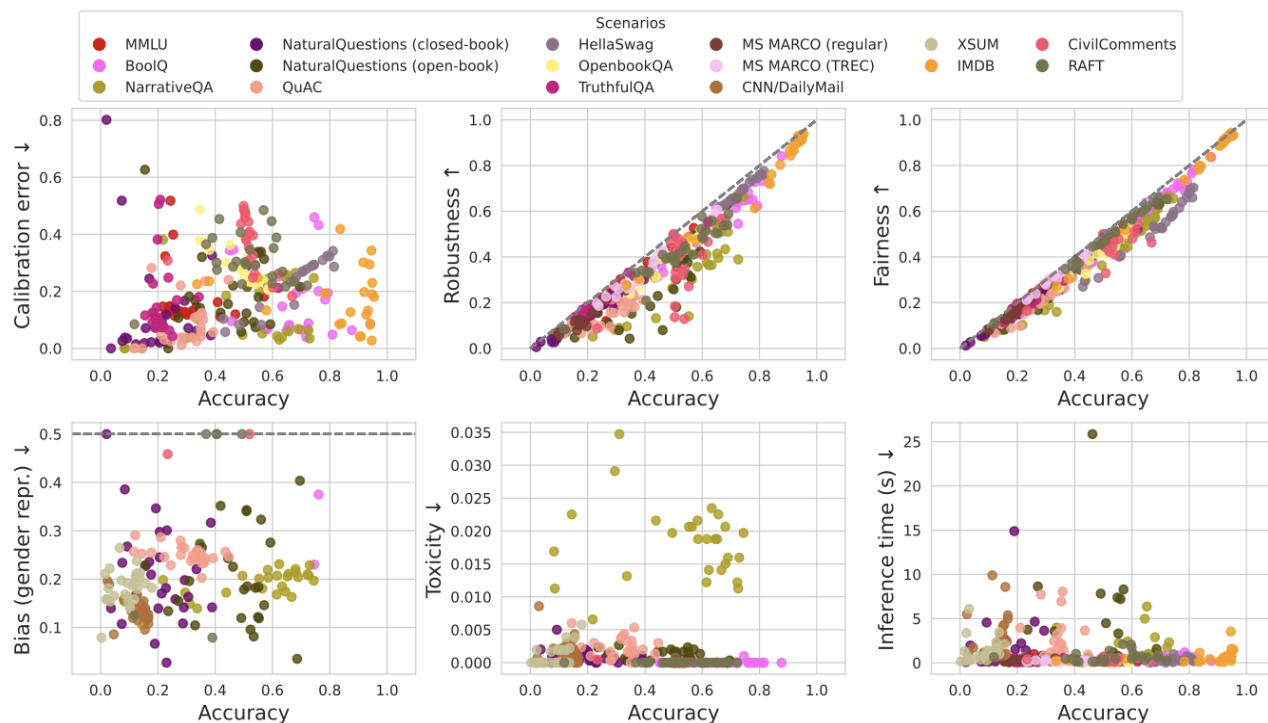 Scenarios
MMLU NaturalQuestions (closed-book) HellaSwag MS MARCO (regular) XSUM CivilComments
BoolQ NaturalQuestions (open-book) OpenbookQA MS MARCO (TREC) IMDB RAFT
NarrativeQA QuAC TruthfulQA CNN/DailyMail
Calibration error ↓
0.8
0.6
0.4
0.2
0.0
0.0 0.2 0.4 0.6 0.8 1.0
Accuracy
Robustness ↑
1.0
0.8
0.6
0.4
0.2
0.0
0.0 0.2 0.4 0.6 0.8 1.0
Accuracy
Fairness ↑
1.0
0.8
0.6
0.4
0.2
0.0
0.0 0.2 0.4 0.6 0.8 1.0
Accuracy
Bias (gender repr.) ↓
0.5
0.4
0.3
0.2
0.1
0.0 0.2 0.4 0.6 0.8 1.0
Accuracy
Toxicity ↓
0.035
0.030
0.025
0.020
0.015
0.010
0.005
0.000
0.0 0.2 0.4 0.6 0.8 1.0
Accuracy
Inference time (s) ↓
25
20
15
10
5
0
0.0 0.2 0.4 0.6 0.8 1.0
Accuracy